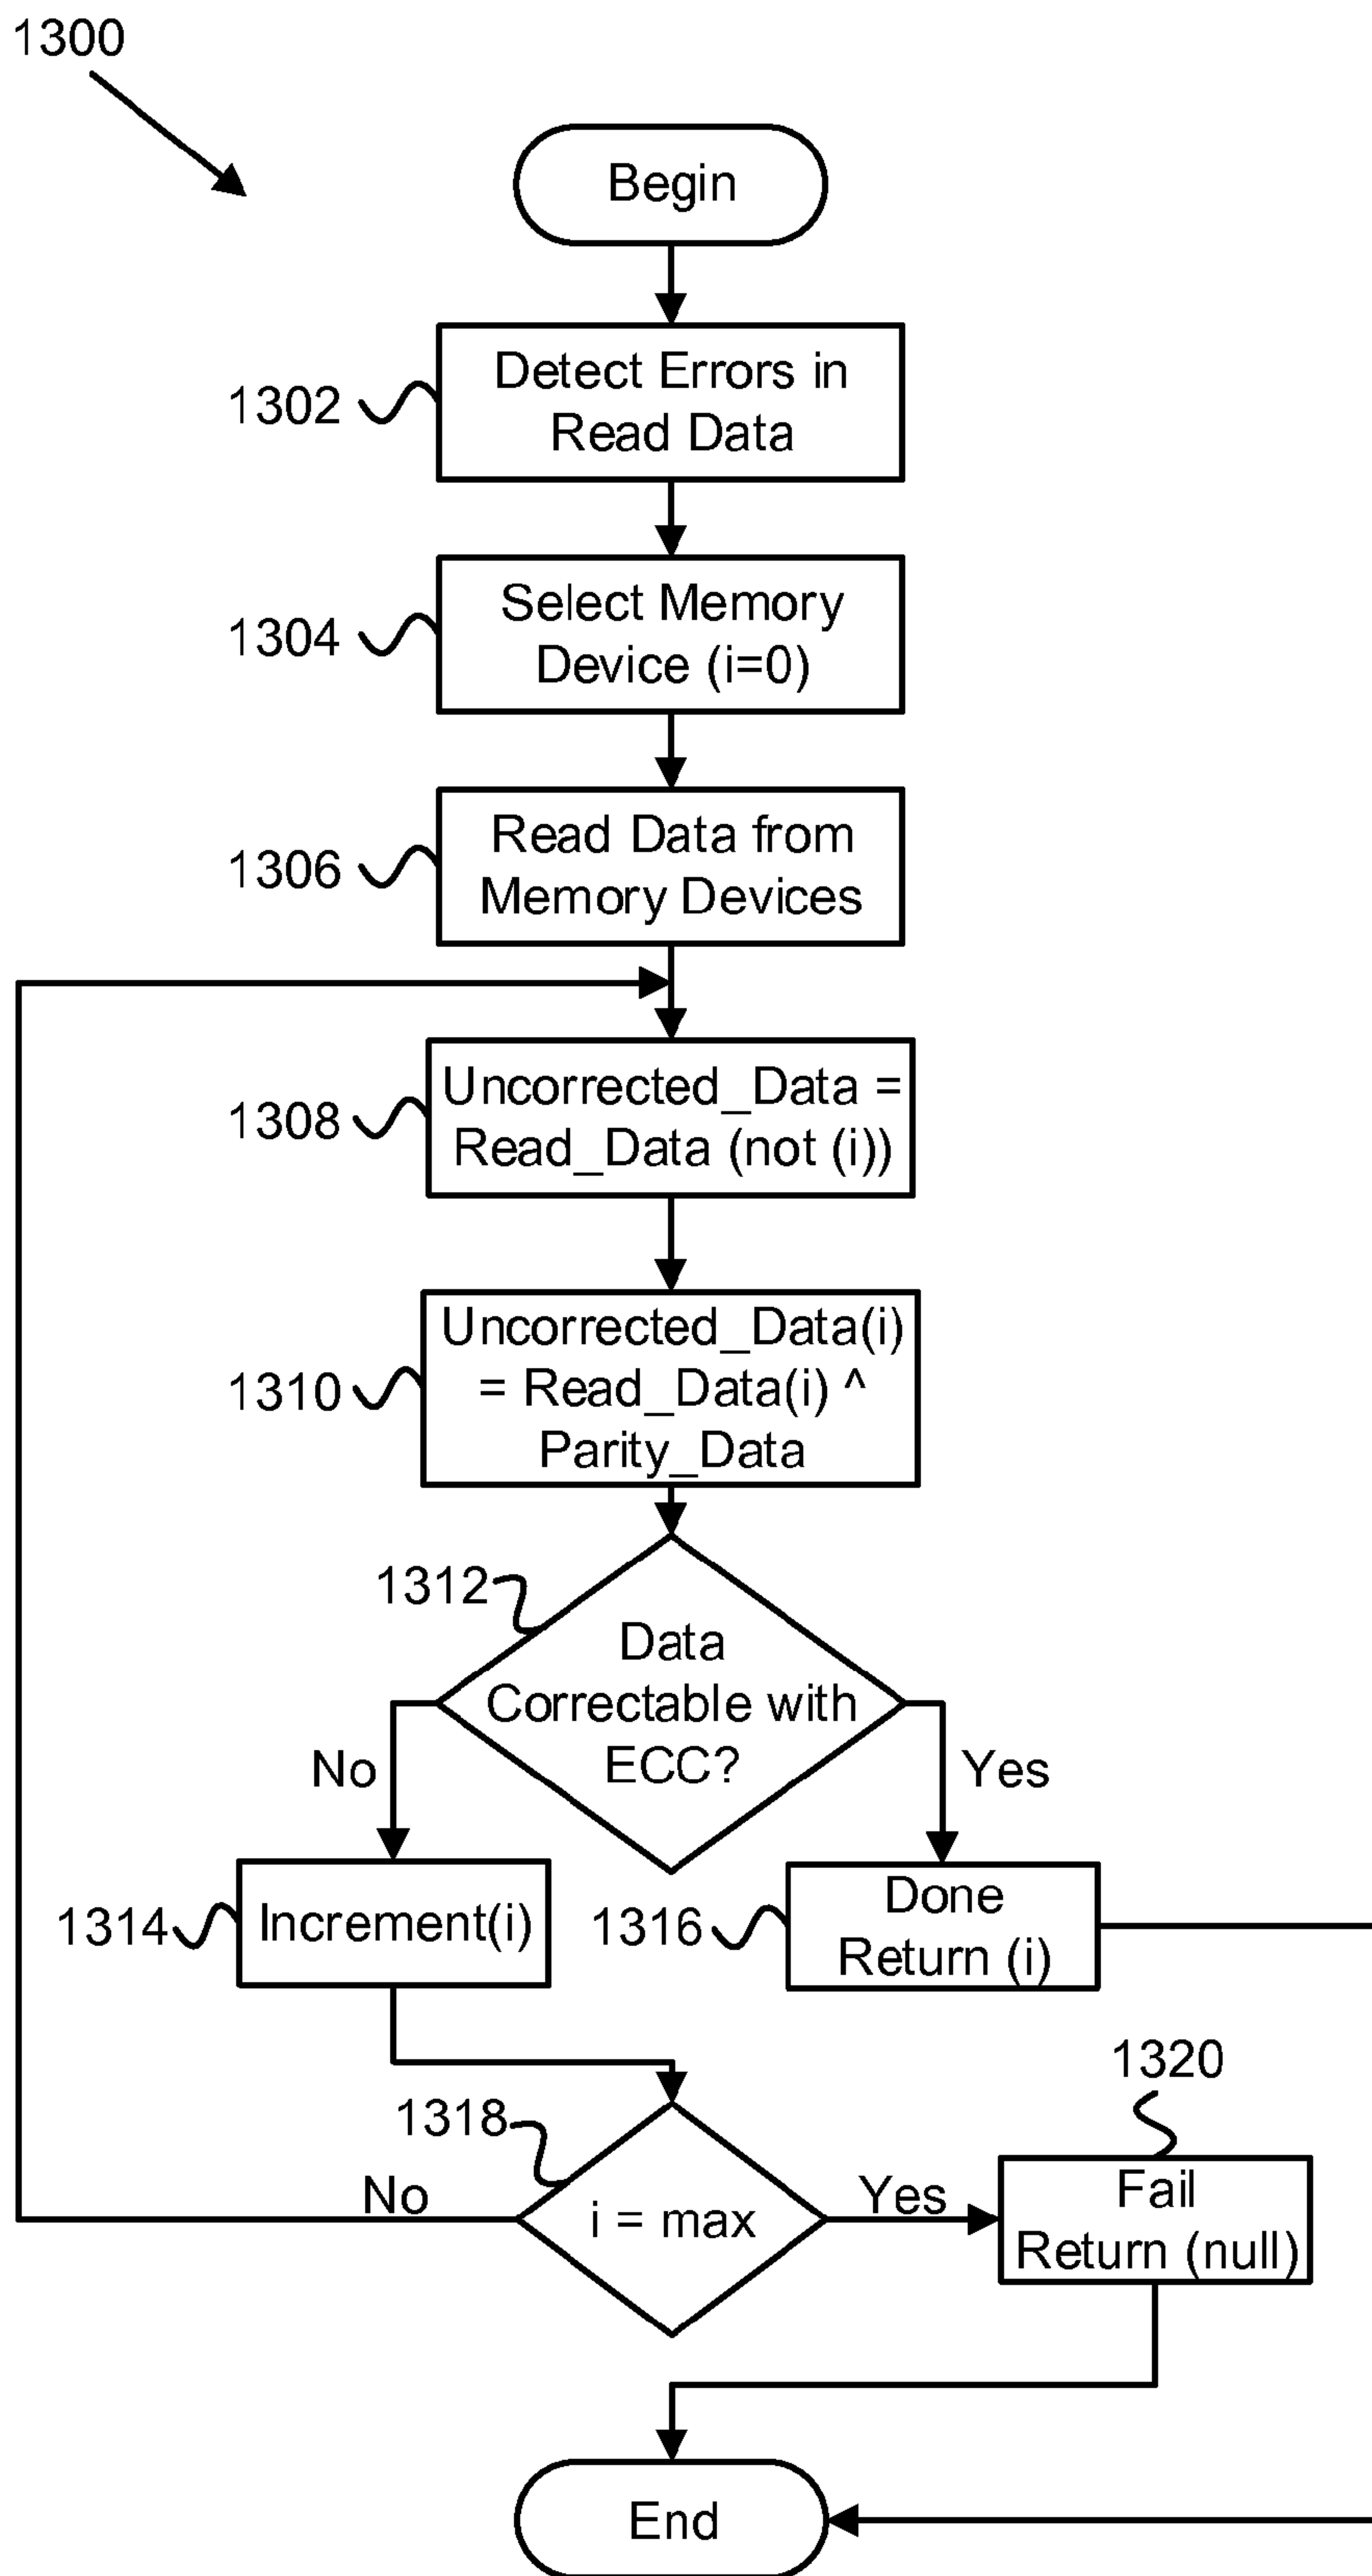 1300
Begin
1302
Detect Errors in
Read Data
1304
Select Memory
Device (i=0)
1306
Read Data from
Memory Devices
1308
Uncorrected_Data =
Read_Data (not (i))
1310
Uncorrected_Data(i)
= Read_Data(i) ^
Parity_Data
1312
Data
Correctable with
ECC?
No
Yes
1314
Increment(i)
1316
Done
Return (i)
1318
i = max
No
Yes
1320
Fail
Return (null)
End